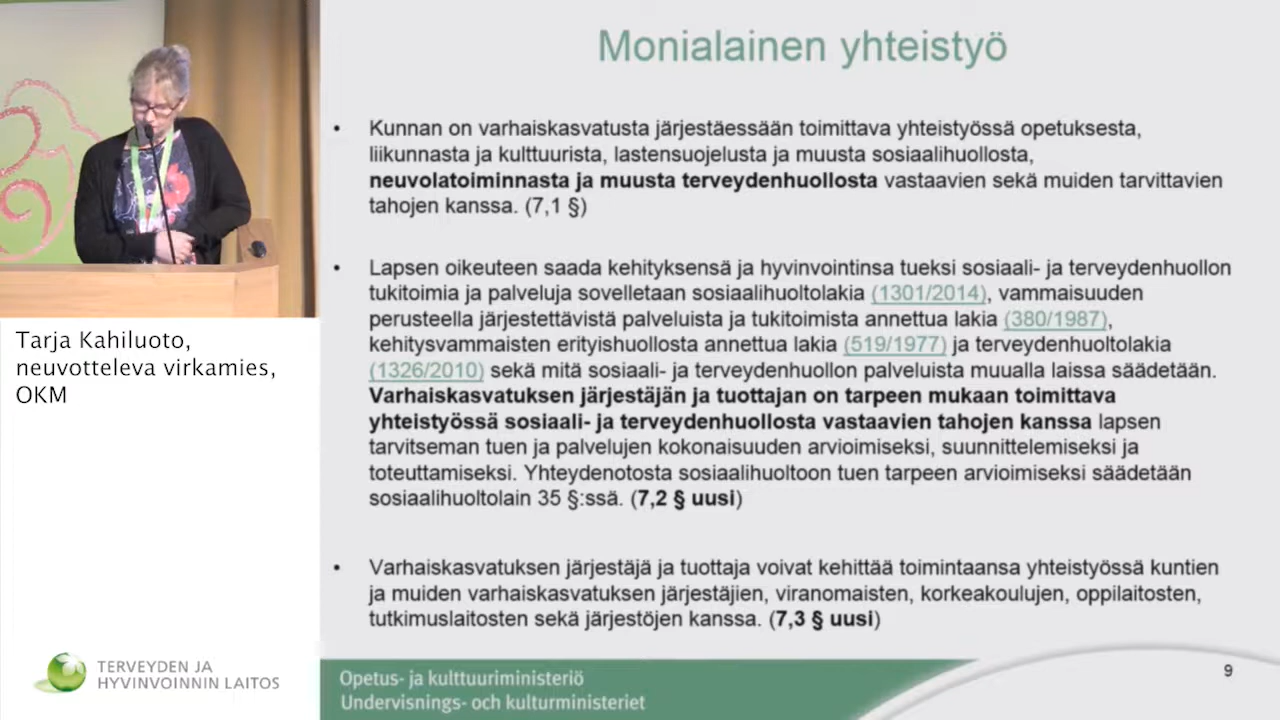 Monialainen yhteistyö
• Kunnan on varhaiskasvatusta järjestäessään toimittava yhteistyössä opetuksesta,
liikunnasta ja kulttuurista, lastensuojelusta ja muusta sosiaalihuollosta,
neuvolatoiminnasta ja muusta terveydenhuollosta vastaavien sekä muiden tarvittavien
tahojen kanssa. (7,1 §)
• Lapsen oikeuteen saada kehityksensä ja hyvinvointinsa tueksi sosiaali- ja terveydenhuollon
tukitoimia ja palveluja sovelletaan sosiaalihuoltolakia (1301/2014), vammaisuuden
perusteella järjestettävistä palveluista ja tukitoimista annettua lakia (380/1987),
kehitysvammaisten erityishuollosta annettua lakia (519/1977) ja terveydenhuoltolakia
(1326/2010) sekä mitä sosiaali- ja terveydenhuollon palveluista muualla laissa säädetään.
Varhaiskasvatuksen järjestäjän ja tuottajan on tarpeen mukaan toimittava
yhteistyössä sosiaali- ja terveydenhuollosta vastaavien tahojen kanssa lapsen
tarvitseman tuen ja palvelujen kokonaisuuden arvioimiseksi, suunnittelemiseksi ja
toteuttamiseksi. Yhteydenotosta sosiaalihuoltoon tuen tarpeen arvioimiseksi säädetään
sosiaalihuoltolain 35 §:ssä. (7,2 § uusi)
• Varhaiskasvatuksen järjestäjä ja tuottaja voivat kehittää toimintaansa yhteistyössä kuntien
ja muiden varhaiskasvatuksen järjestäjien, viranomaisten, korkeakoulujen, oppilaitosten,
tutkimuslaitosten sekä järjestöjen kanssa. (7,3 § uusi)
Tarja Kahiluoto,
neuvotteleva virkamies,
OKM
TERVEYDEN JA
HYVINVOINNIN LAITOS
Opetus- ja kulttuuriministeriö
Undervisnings- och kulturministeriet
9